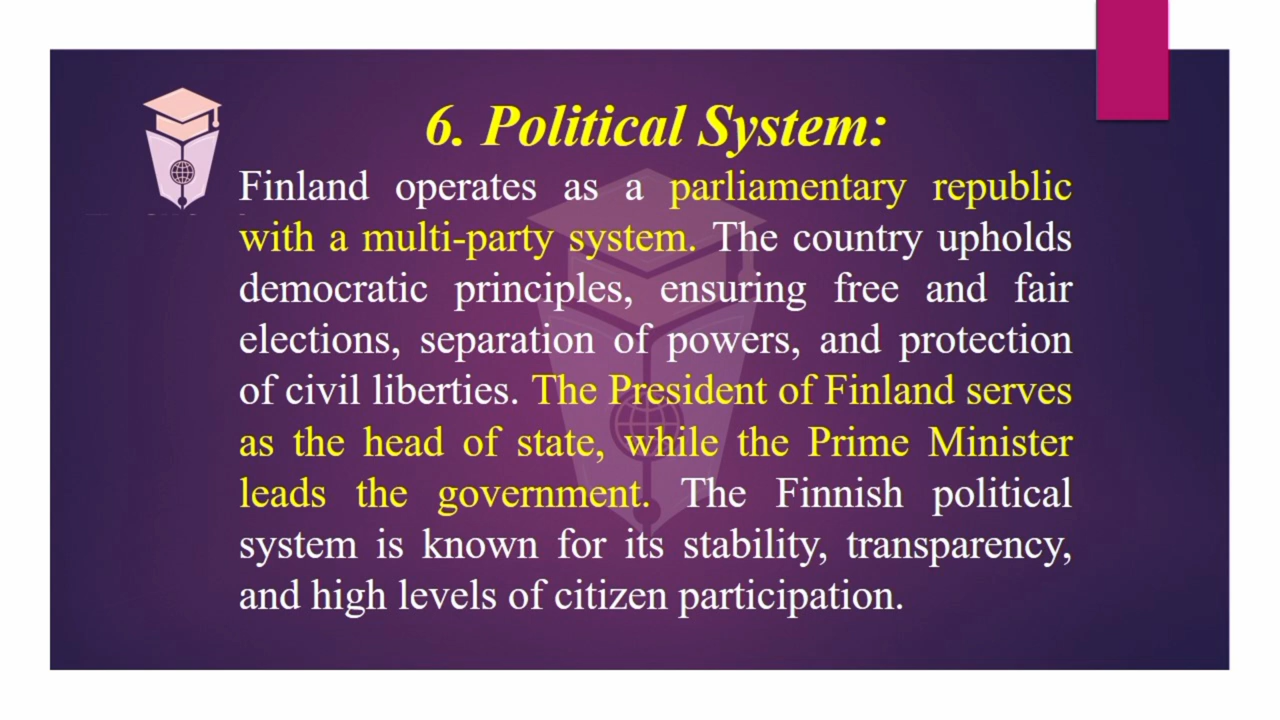 6. Political System:
Finland operates as a parliamentary republic
with a multi-party system. The country upholds
democratic principles, ensuring free and fair
elections, separation of powers, and protection
of civil liberties. The President of Finland serves
as the head of state, while the Prime Minister
leads the government. The Finnish political
system is known for its stability, transparency,
and high levels of citizen participation.